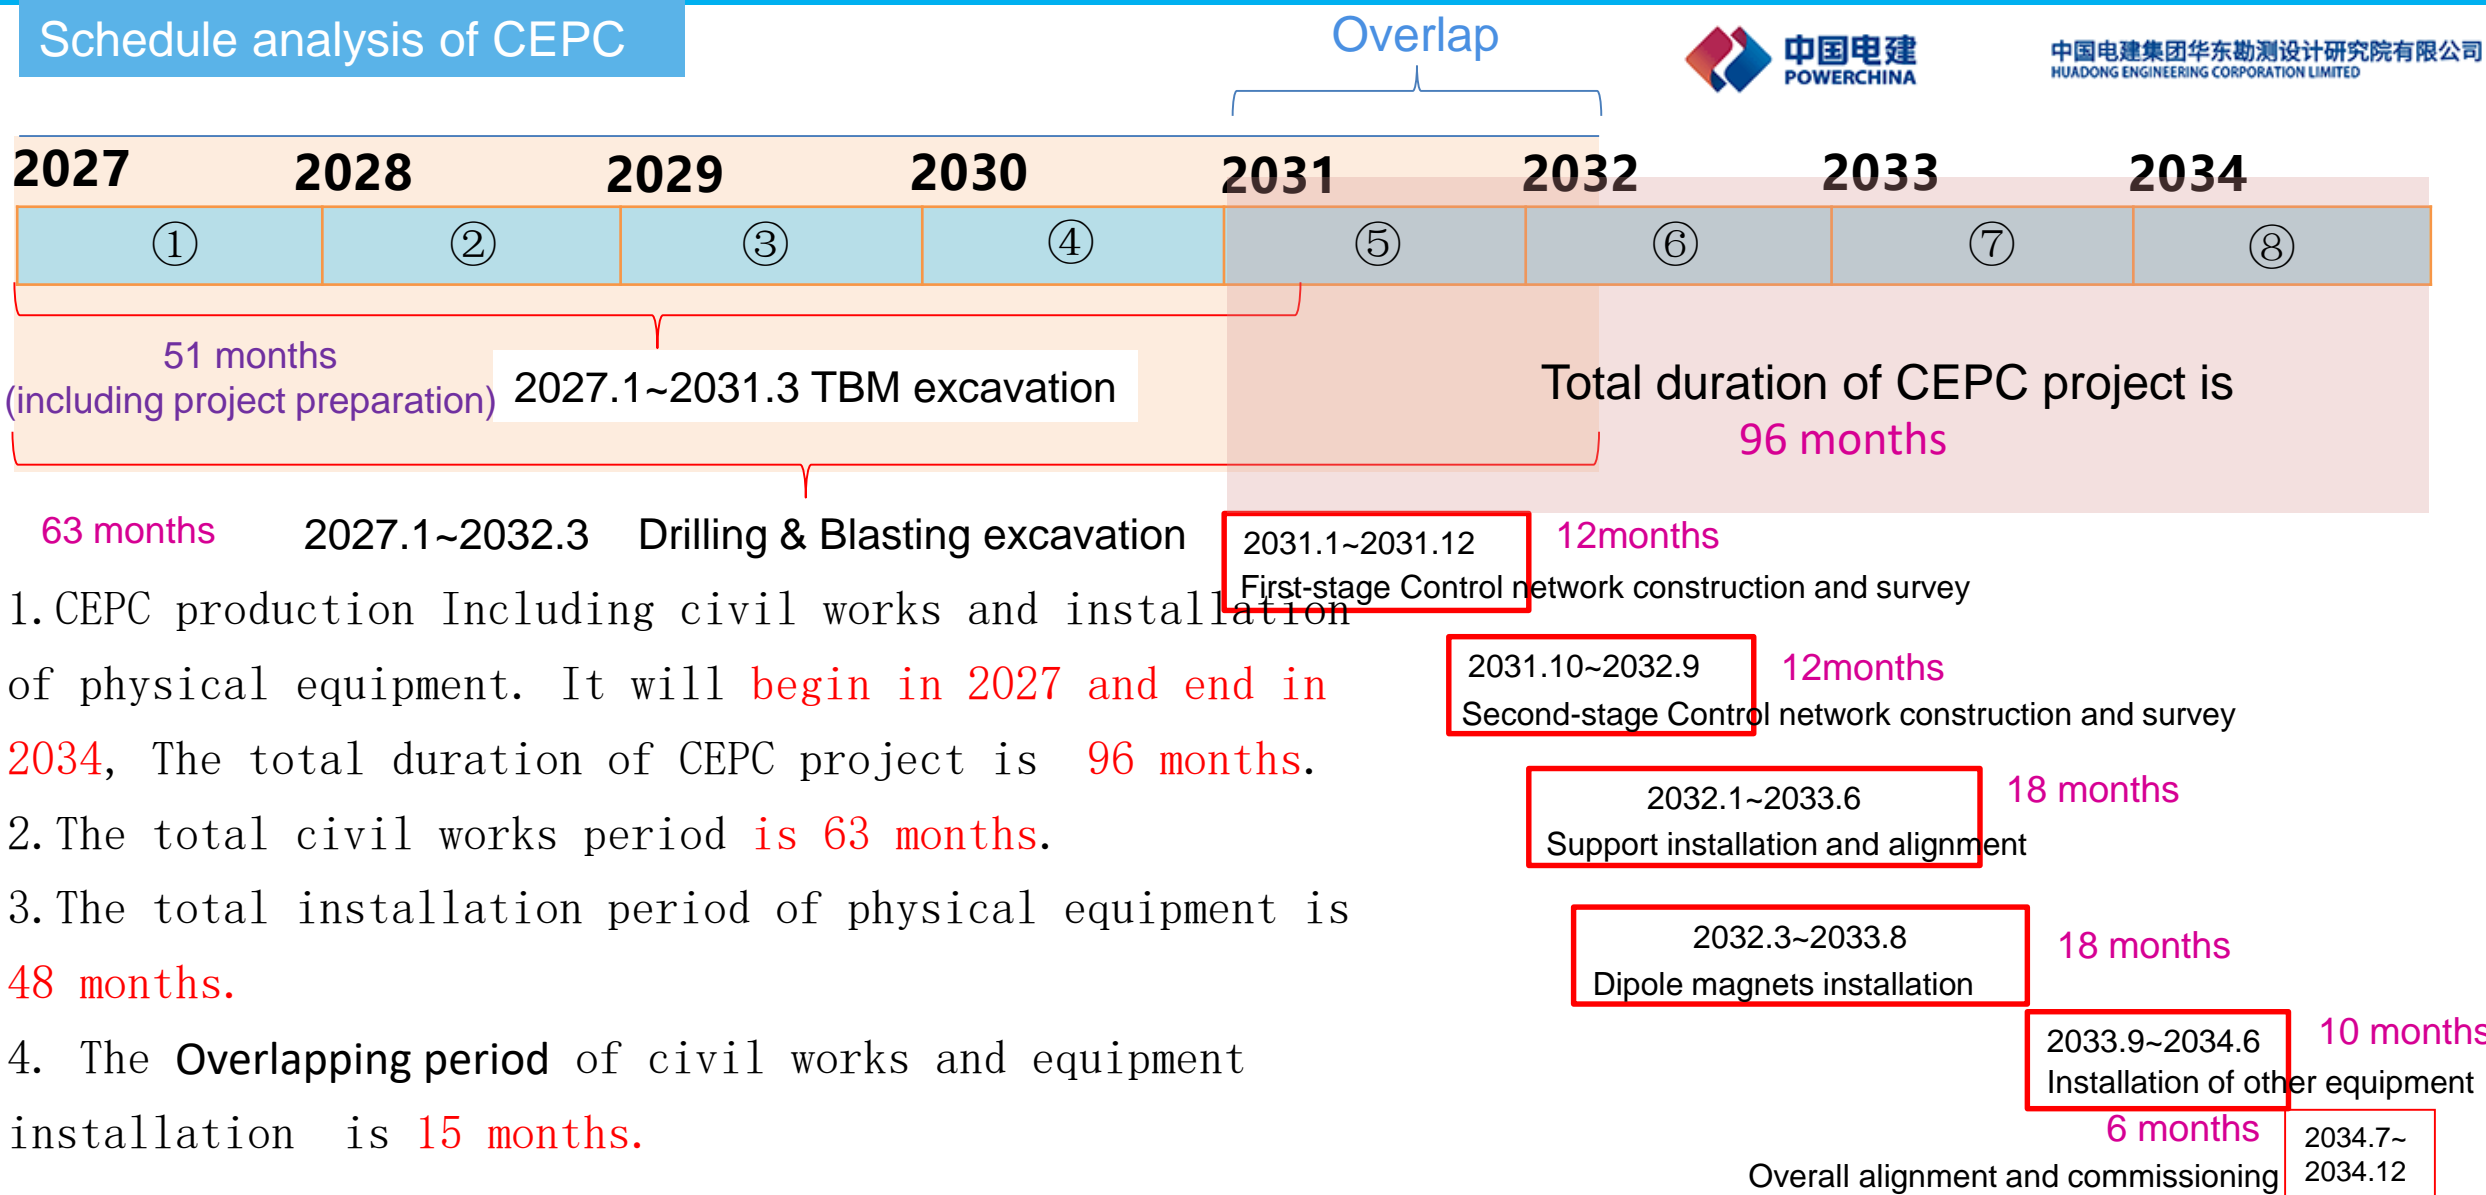 Schedule analysis of CEPC
Overlap
中国电建
POWERCHINA
中国电建集团华东勘测设计研究院有限公司
HUADONG ENGINEERING CORPORATION LIMITED
2027 2028 2029 2030 2031 2032 2033 2034
① ② ③ ④ ⑤ ⑥ ⑦ ⑧
51 months
(including project preparation)
2027.1~2031.3 TBM excavation
Total duration of CEPC project is
96 months
63 months 2027.1~2032.3 Drilling & Blasting excavation
1.CEPC production Including civil works and installation
of physical equipment. It will begin in 2027 and end in
2034, The total duration of CEPC project is 96 months.
2.The total civil works period is 63 months.
3.The total installation period of physical equipment is
48 months.
4. The Overlapping period of civil works and equipment
installation is 15 months.
2031.1~2031.12 12months
First-stage Control network construction and survey
2031.10~2032.9 12months
Second-stage Control network construction and survey
2032.1~2033.6 18 months
Support installation and alignment
2032.3~2033.8 18 months
Dipole magnets installation
2033.9~2034.6 10 months
Installation of other equipment
6 months
2034.7~
2034.12
Overall alignment and commissioning